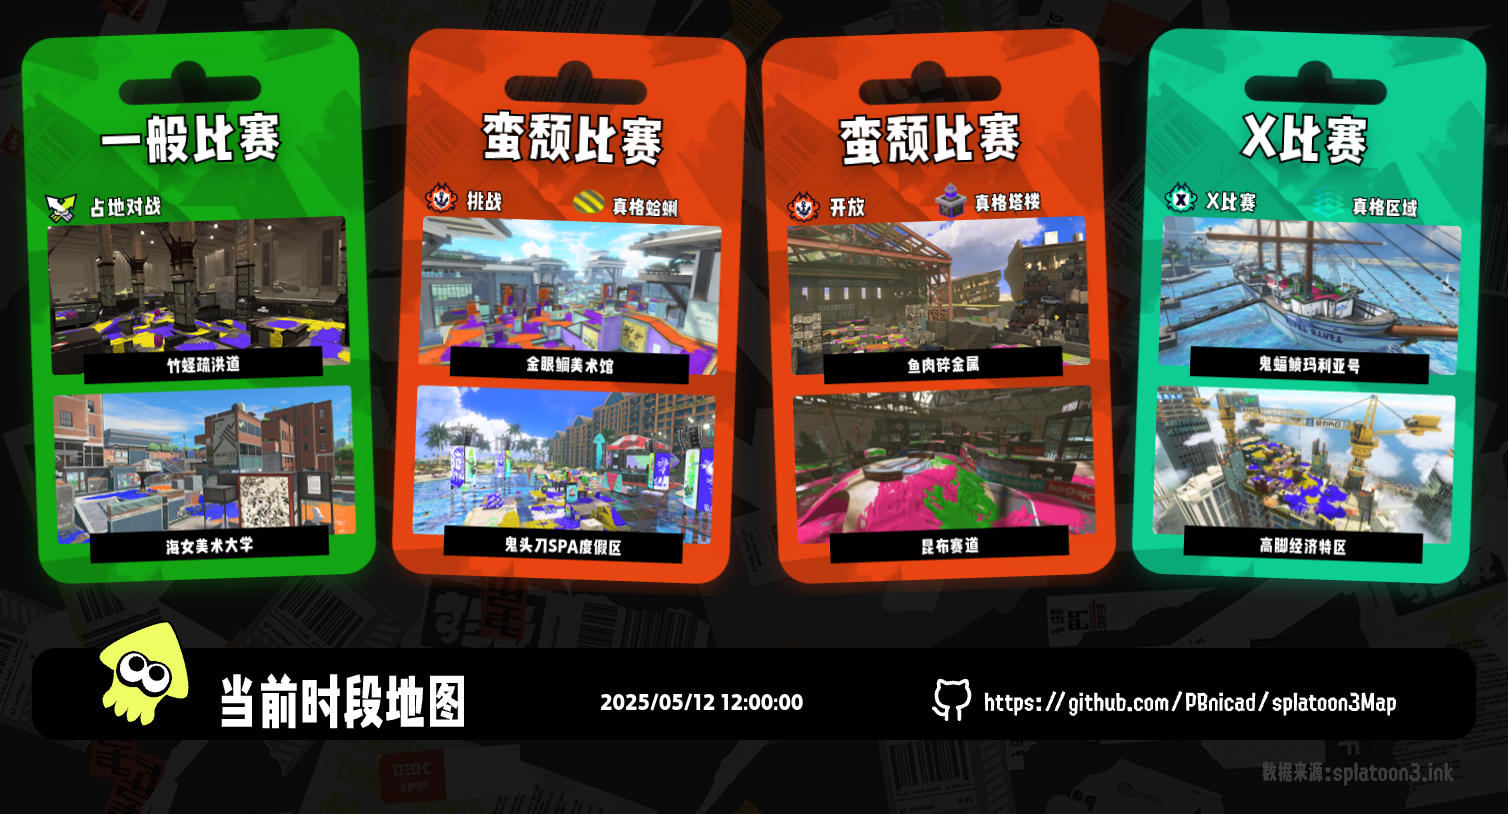 一般比赛
占地对战
竹蛏疏洪道
海女美术大学
蛮颓比赛
挑战
真格蛤蜊
金眼鲷美术馆
鬼头刀SPA度假区
蛮颓比赛
开放
真格塔楼
鱼肉碎金属
昆布赛道
X比赛
X比赛
真格区域
鬼蝠鲼玛利亚号
高脚经济特区
当前时段地图
2025/05/12 12:00:00
https://github.com/PBnicad/splatoon3Map
数据来源:splatoon3.ink